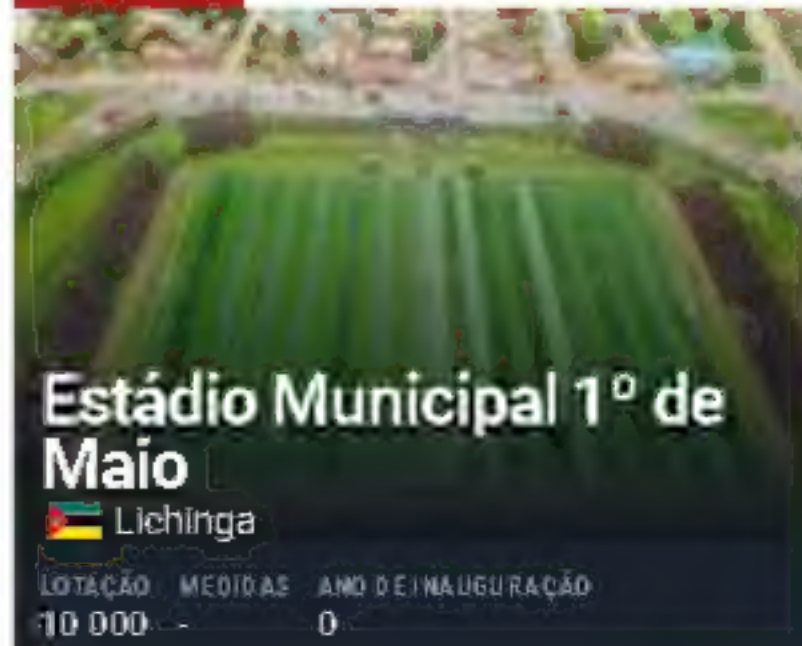 Estádio Municipal 1º de
Maio
Lichinga
LOTAÇÃO MEDIDAS ANO DE INAUGURAÇÃO
10 000 - 0